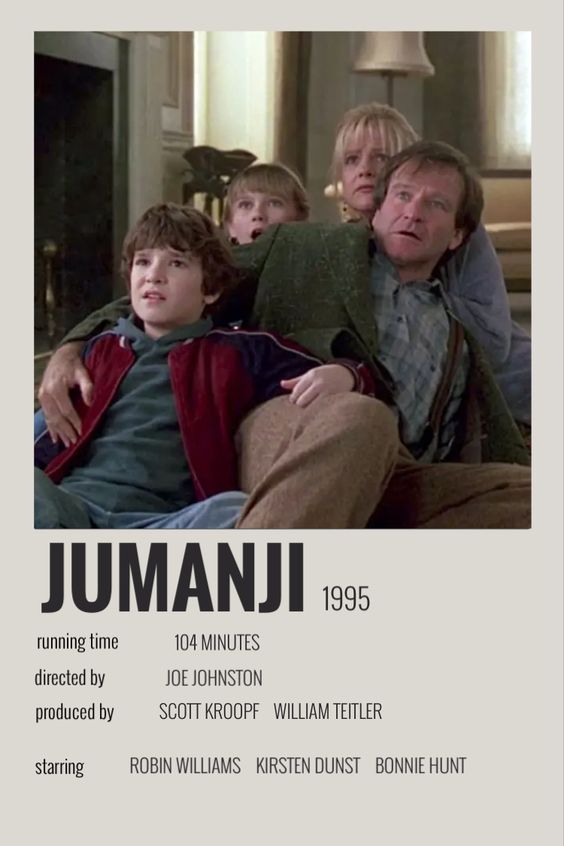 JUMANJI 1995
running time 104 MINUTES
directed by JOE JOHNSTON
produced by SCOTT KROOPF WILLIAM TEITLER
starring ROBIN WILLIAMS KIRSTEN DUNST BONNIE HUNT